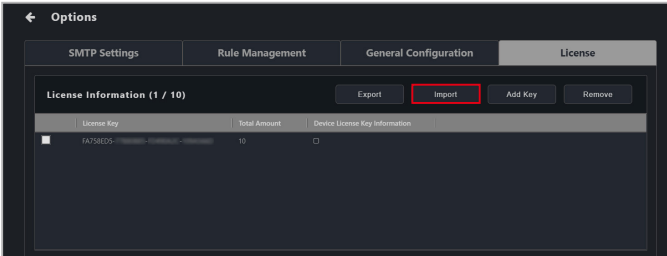 Options
SMTP Settings Rule Management General Configuration License
License Information (1 / 10) Export Import Add Key Remove
License Key Total Amount Device License Key Information
FA758ED5- 10